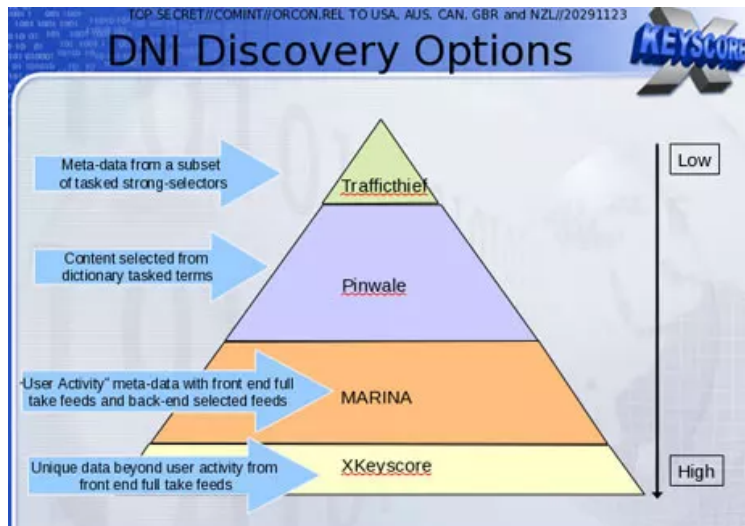 TOP SECRET//COMINT//ORCON.REL TO USA, AUS, CAN, GBR and NZL//20291123
DNI Discovery Options
X
KEYSCORE
Meta-data from a subset
of tasked strong-selectors
Trafficthief
Low
Content selected from
dictionary tasked terms
Pinwale
"User Activity" meta-data with front end full
take feeds and back-end selected feeds
MARINA
Unique data beyond user activity from
front end full take feeds
XKeyscore
High